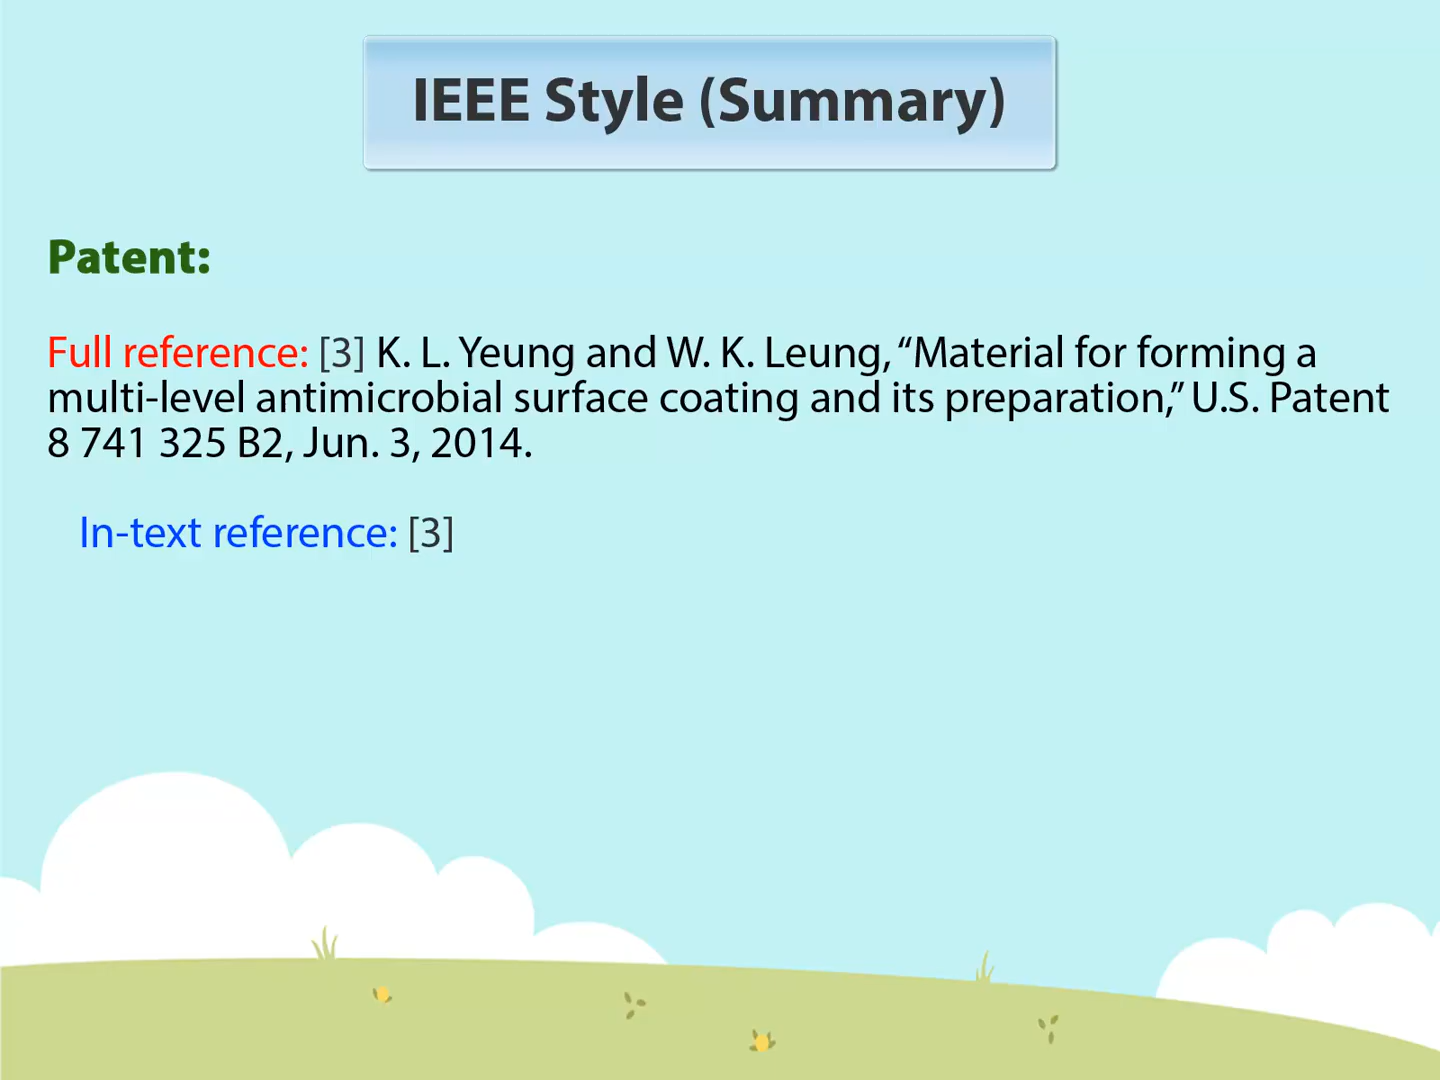 IEEE Style (Summary)
Patent:
Full reference: [3] K. L. Yeung and W. K. Leung, “Material for forming a
multi-level antimicrobial surface coating and its preparation,” U.S. Patent
8 741 325 B2, Jun. 3, 2014.
In-text reference: [3]